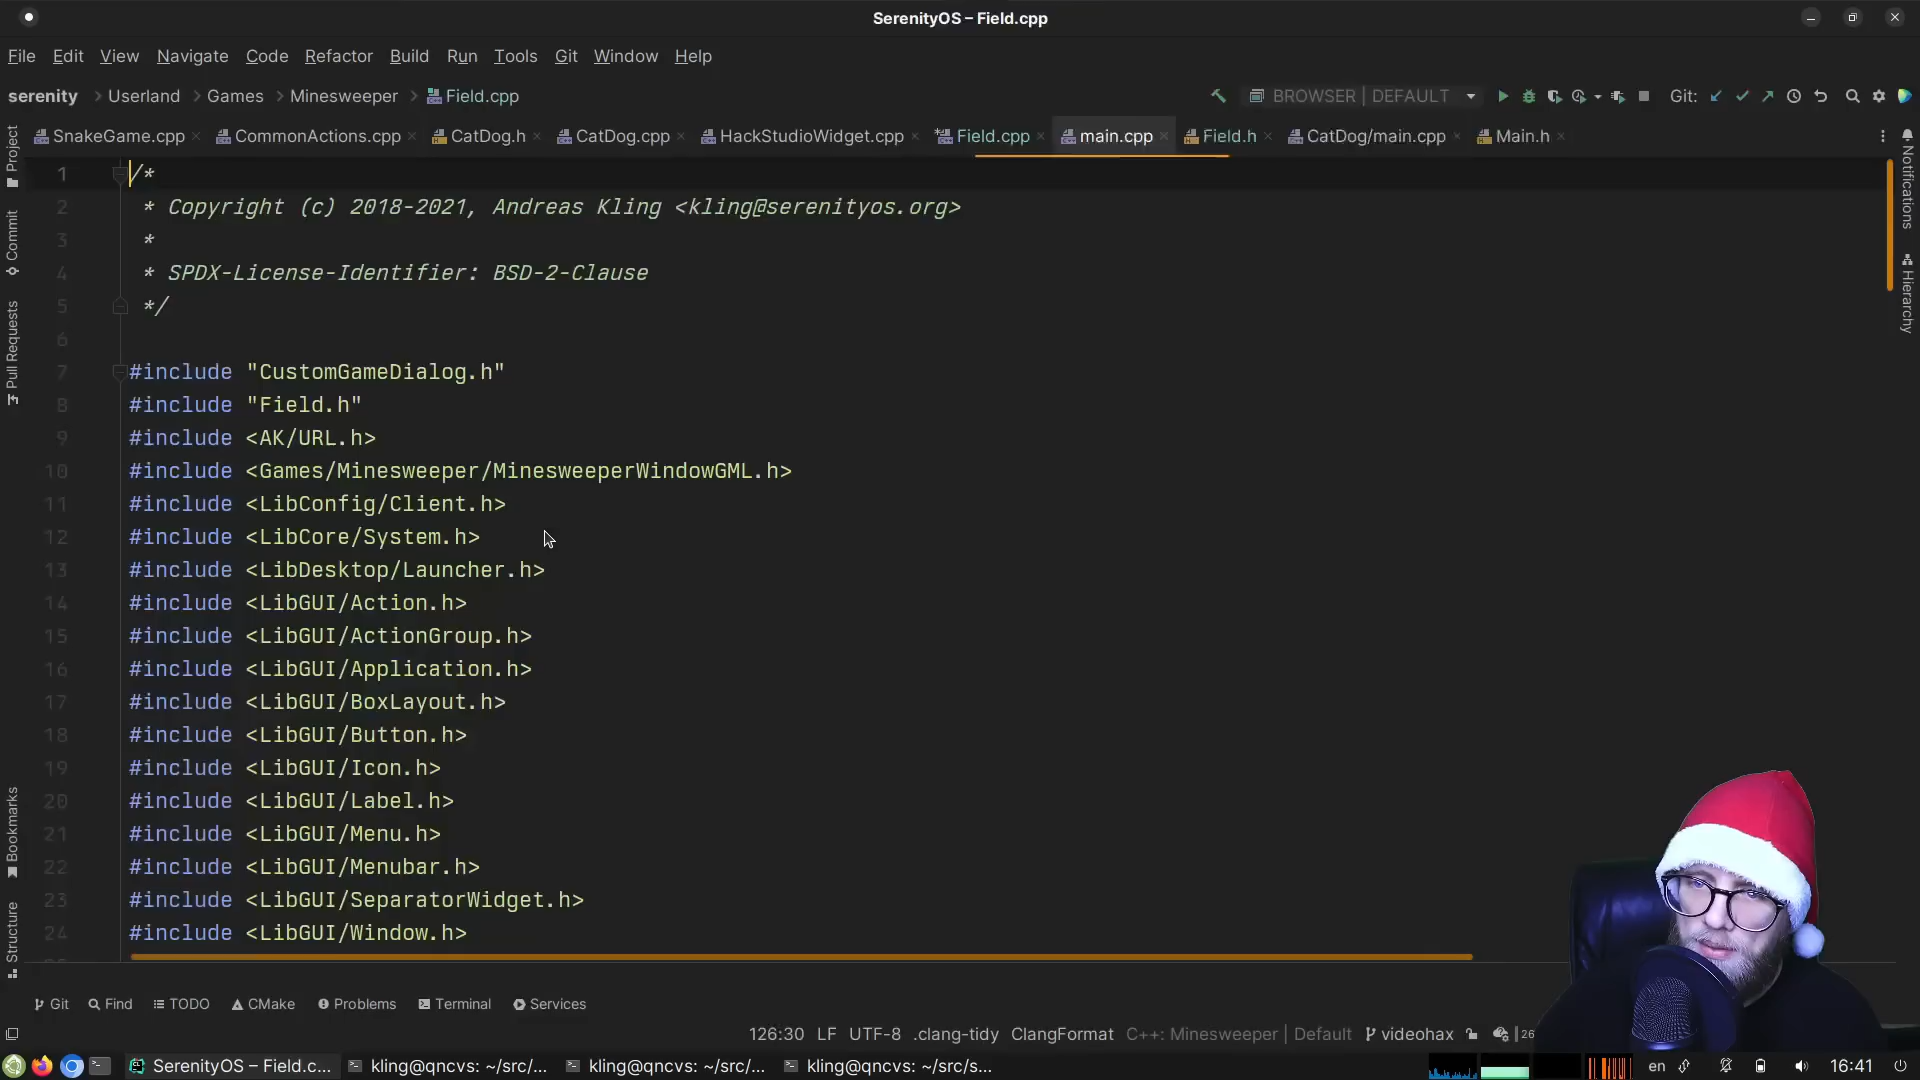 SerenityOS – Field.cpp
File Edit View Navigate Code Refactor Build Run Tools Git Window Help
serenity Userland Games Minesweeper Field.cpp
BROWSER | DEFAULT
Git:
SnakeGame.cpp CommonActions.cpp CatDog.h CatDog.cpp HackStudioWidget.cpp Field.cpp main.cpp Field.h CatDog/main.cpp Main.h
Project
Commit
Pull Requests
Bookmarks
Structure
Notifications
Hierarchy
1 /*
2 * Copyright (c) 2018-2021, Andreas Kling <kling@serenityos.org>
3 *
4 * SPDX-License-Identifier: BSD-2-Clause
5 */
6
7 #include "CustomGameDialog.h"
8 #include "Field.h"
9 #include <AK/URL.h>
10 #include <Games/Minesweeper/MinesweeperWindowGML.h>
11 #include <LibConfig/Client.h>
12 #include <LibCore/System.h>
13 #include <LibDesktop/Launcher.h>
14 #include <LibGUI/Action.h>
15 #include <LibGUI/ActionGroup.h>
16 #include <LibGUI/Application.h>
17 #include <LibGUI/BoxLayout.h>
18 #include <LibGUI/Button.h>
19 #include <LibGUI/Icon.h>
20 #include <LibGUI/Label.h>
21 #include <LibGUI/Menu.h>
22 #include <LibGUI/Menubar.h>
23 #include <LibGUI/SeparatorWidget.h>
24 #include <LibGUI/Window.h>
Git Find TODO CMake Problems Terminal Services
126:30 LF UTF-8 .clang-tidy ClangFormat C++: Minesweeper | Default videohax
SerenityOS – Field.c... kling@qncvs: ~/src/... kling@qncvs: ~/src/... kling@qncvs: ~/src/s... en 16:41